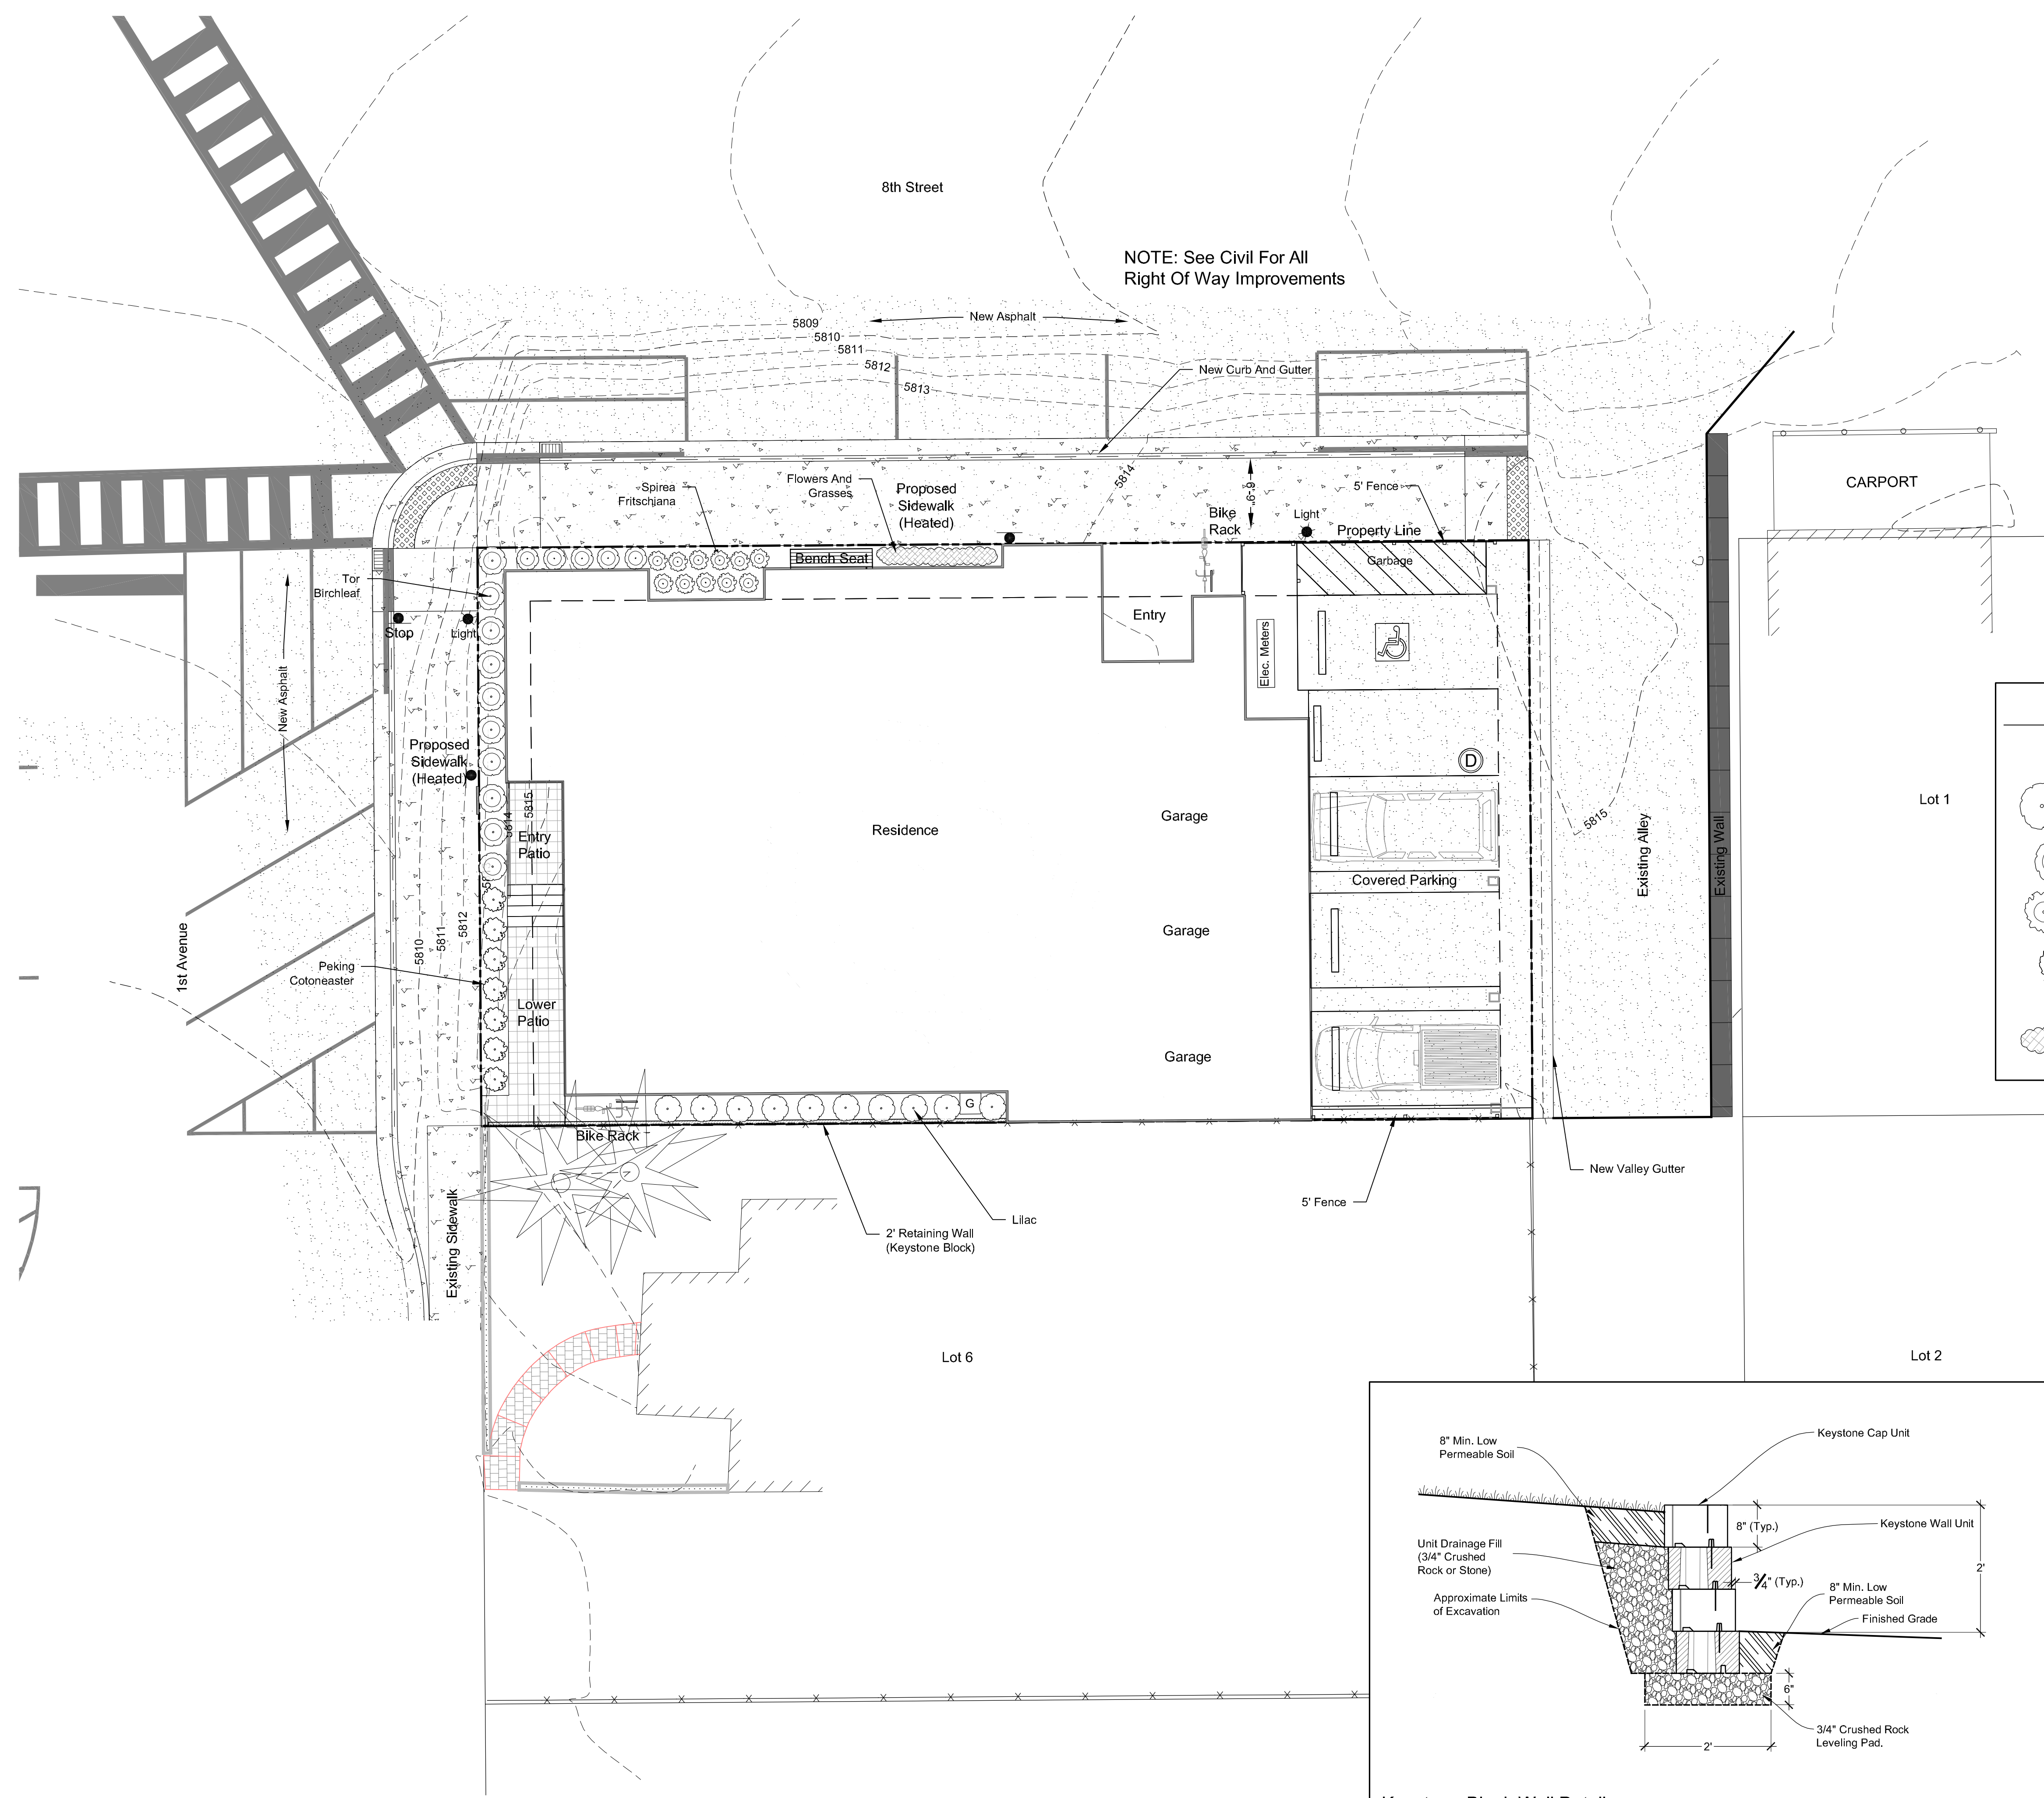 8th Street
NOTE: See Civil For All
Right Of Way Improvements
New Asphalt
5809
5810
5811
5812
5813
New Curb And Gutter
CARPORT
Spirea
Fritschiana
Flowers And
Grasses
Proposed
Sidewalk
(Heated)
5814
9'-9"
5' Fence
Bike
Rack
Light
Property Line
Bench Seat
Garbage
Tor
Birchleaf
Stop
Light
Entry
Elec. Meters
New Asphalt
Proposed
Sidewalk
(Heated)
D
5815
5814
Entry
Patio
Residence
Garage
Lot 1
5815
Existing Alley
Existing Wall
Covered Parking
1st Avenue
5810
5811
5812
Garage
Peking
Cotoneaster
Lower
Patio
Garage
G
Bike Rack
New Valley Gutter
5' Fence
Lilac
2' Retaining Wall
(Keystone Block)
Existing Sidewalk
Lot 6
Lot 2
8" Min. Low
Permeable Soil
Keystone Cap Unit
8" (Typ.)
Keystone Wall Unit
Unit Drainage Fill
(3/4" Crushed
Rock or Stone)
2'
3/4" (Typ.)
8" Min. Low
Permeable Soil
Approximate Limits
of Excavation
Finished Grade
6"
3/4" Crushed Rock
Leveling Pad.
2'